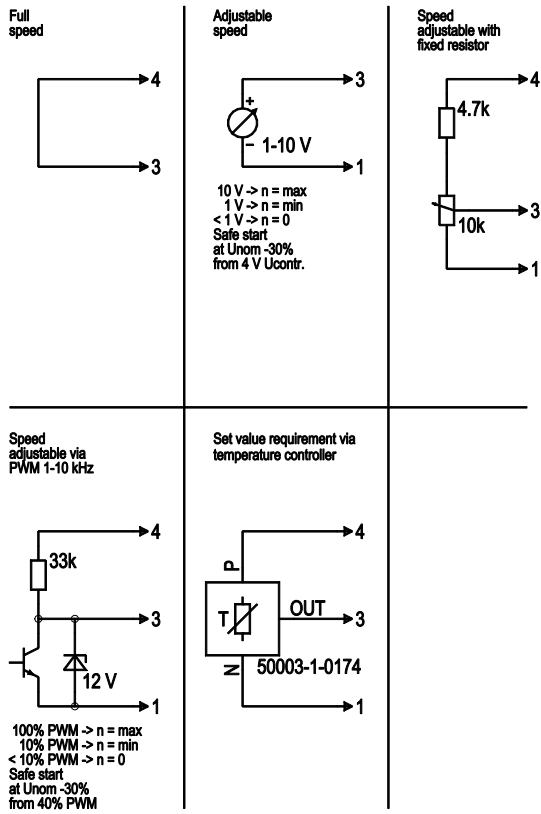 Full
speed
4
3
Adjustable
speed
3
+
1-10 V
–
1
10 V -> n = max
1 V -> n = min
< 1 V -> n = 0
Safe start
at Unom -30%
from 4 V Ucontr.
Speed
adjustable with
fixed resistor
4
4.7k
3
10k
1
Speed
adjustable via
PWM 1-10 kHz
4
33k
3
12 V
1
100% PWM -> n = max
10% PWM -> n = min
< 10% PWM -> n = 0
Safe start
at Unom -30%
from 40% PWM
Set value requirement via
temperature controller
4
P
T
OUT
3
N
50003-1-0174
1